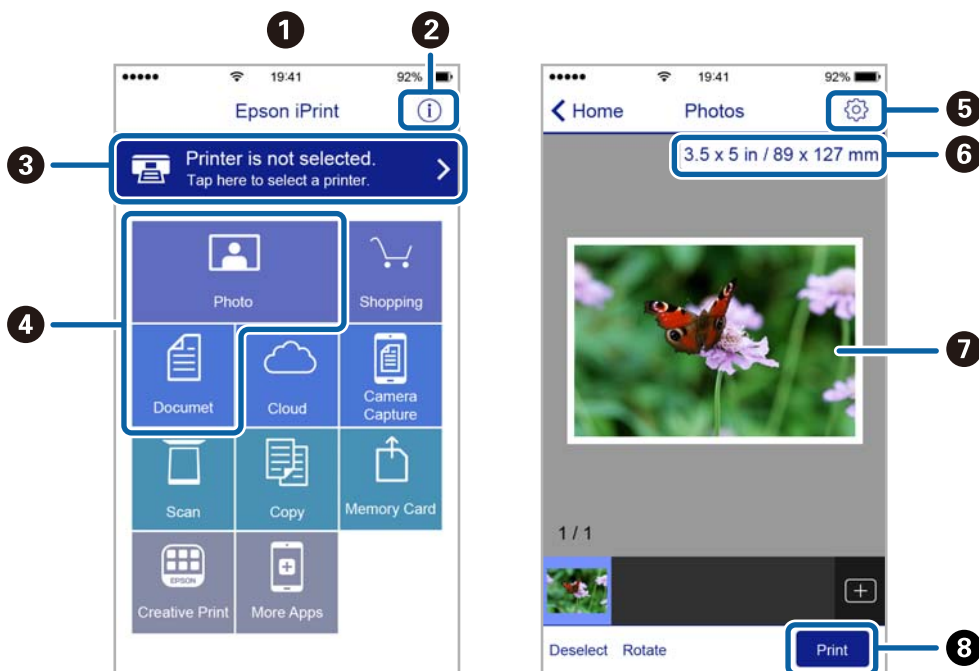 1
2
19:41
92%
Epson iPrint
i
3
Printer is not selected.
Tap here to select a printer.
4
Photo
Shopping
Documet
Cloud
Camera
Capture
Scan
Copy
Memory Card
EPSON
Creative Print
More Apps
19:41
92%
Home
Photos
5
3.5 x 5 in / 89 x 127 mm
6
7
1 / 1
Deselect
Rotate
Print
8